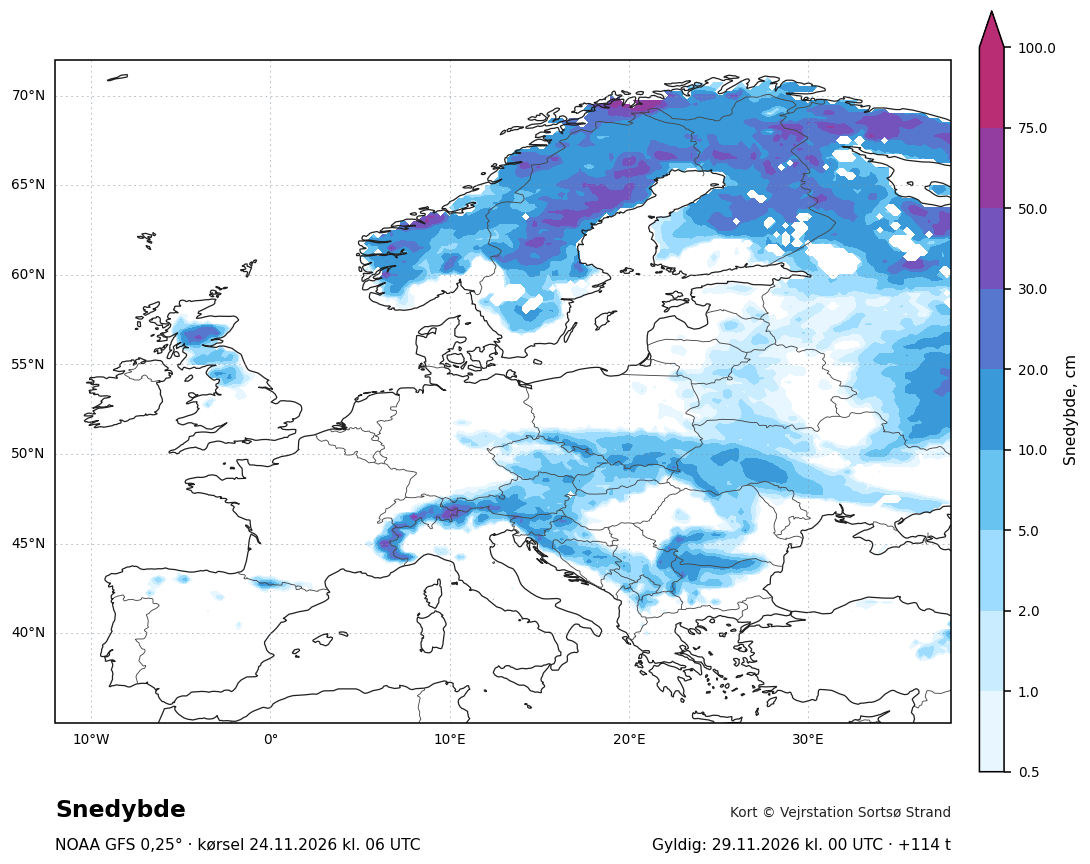 100.0
75.0
50.0
30.0
20.0
10.0
5.0
2.0
1.0
0.5
Snedybde, cm
70°N
65°N
60°N
55°N
50°N
45°N
40°N
10°W
0°
10°E
20°E
30°E
Snedybde
Kort © Vejrstation Sortsø Strand
NOAA GFS 0,25° · kørsel 24.11.2026 kl. 06 UTC
Gyldig: 29.11.2026 kl. 00 UTC · +114 t